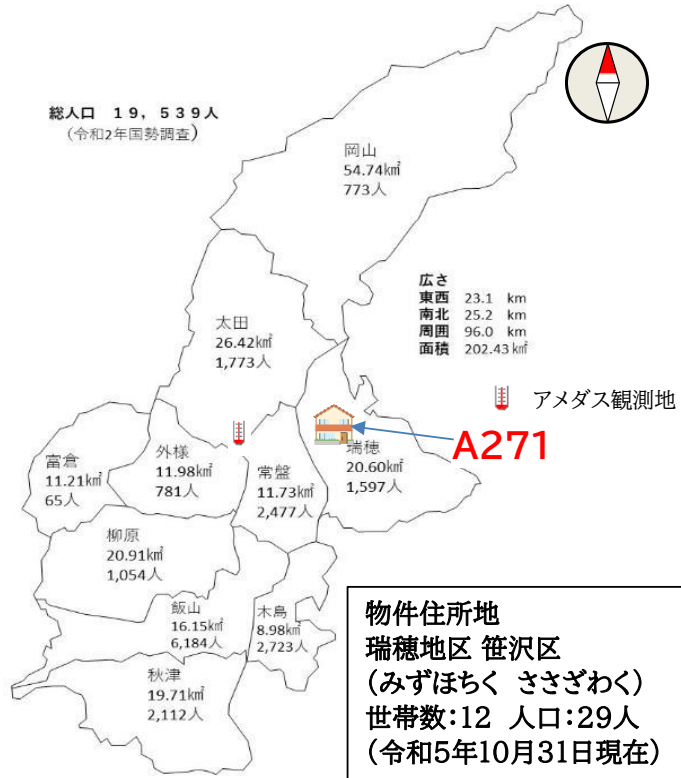 総人口 19，539人
(令和2年国勢調査)
岡山
54.74㎢
773人
広さ
東西 23.1 km
南北 25.2 km
周囲 96.0 km
面積 202.43㎢
太田
26.42㎢
1,773人
アメダス観測地
A271
瑞穂
20.60㎢
1,597人
富倉
11.21㎢
65人
外様
11.98㎢
781人
常盤
11.73㎢
2,477人
柳原
20.91㎢
1,054人
飯山
16.15㎢
6,184人
木島
8.98㎢
2,723人
秋津
19.71㎢
2,112人
物件住所地
瑞穂地区 笹沢区
(みずほちく ささざわく)
世帯数:12 人口:29人
(令和5年10月31日現在)